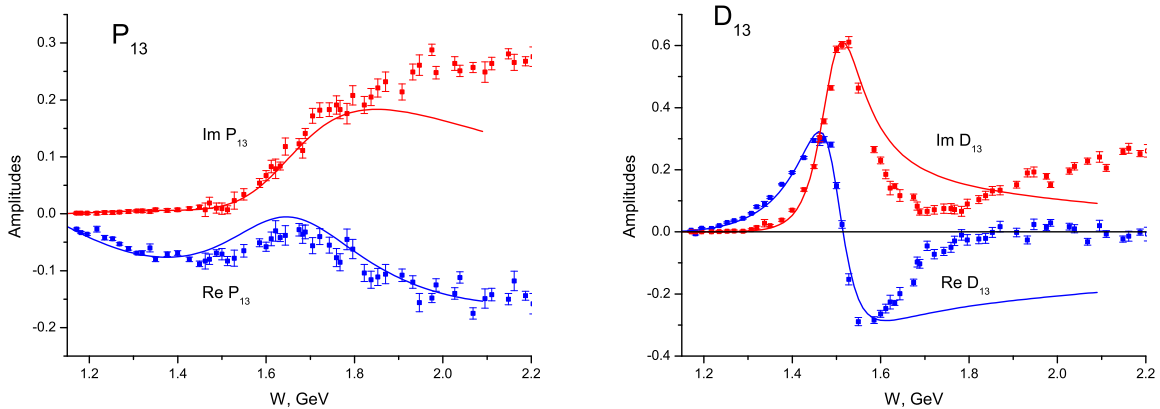 P13
0.3
0.2
0.1
0.0
-0.1
-0.2
Amplitudes
Im P13
Re P13
1.2 1.4 1.6 1.8 2.0 2.2
W, GeV
D13
0.6
0.4
0.2
0.0
-0.2
-0.4
Amplitudes
Im D13
Re D13
1.2 1.4 1.6 1.8 2.0 2.2
W, GeV